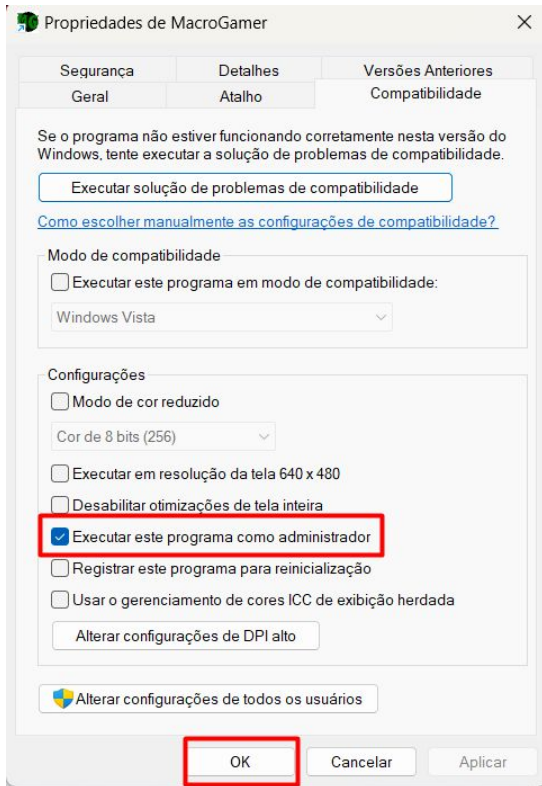 Propriedades de MacroGamer
Segurança
Detalhes
Versões Anteriores
Geral
Atalho
Compatibilidade
Se o programa não estiver funcionando corretamente nesta versão do
Windows, tente executar a solução de problemas de compatibilidade.
Executar solução de problemas de compatibilidade
Como escolher manualmente as configurações de compatibilidade?
Modo de compatibilidade
Executar este programa em modo de compatibilidade:
Windows Vista
Configurações
Modo de cor reduzido
Cor de 8 bits (256)
Executar em resolução da tela 640 x 480
Desabilitar otimizações de tela inteira
Executar este programa como administrador
Registrar este programa para reinicialização
Usar o gerenciamento de cores ICC de exibição herdada
Alterar configurações de DPI alto
Alterar configurações de todos os usuários
OK
Cancelar
Aplicar